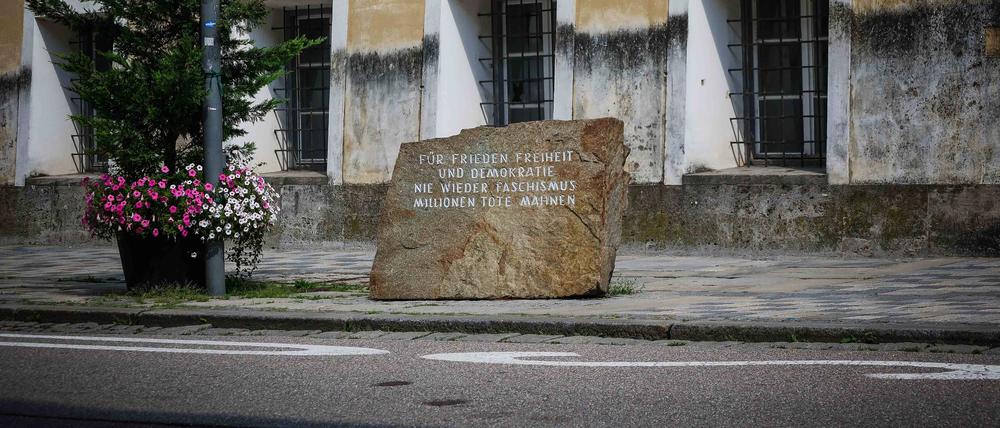 FÜR FRIEDEN FREIHEIT
UND DEMOKRATIE
NIE WIEDER FASCHISMUS
MILLIONEN TOTE MAHNEN